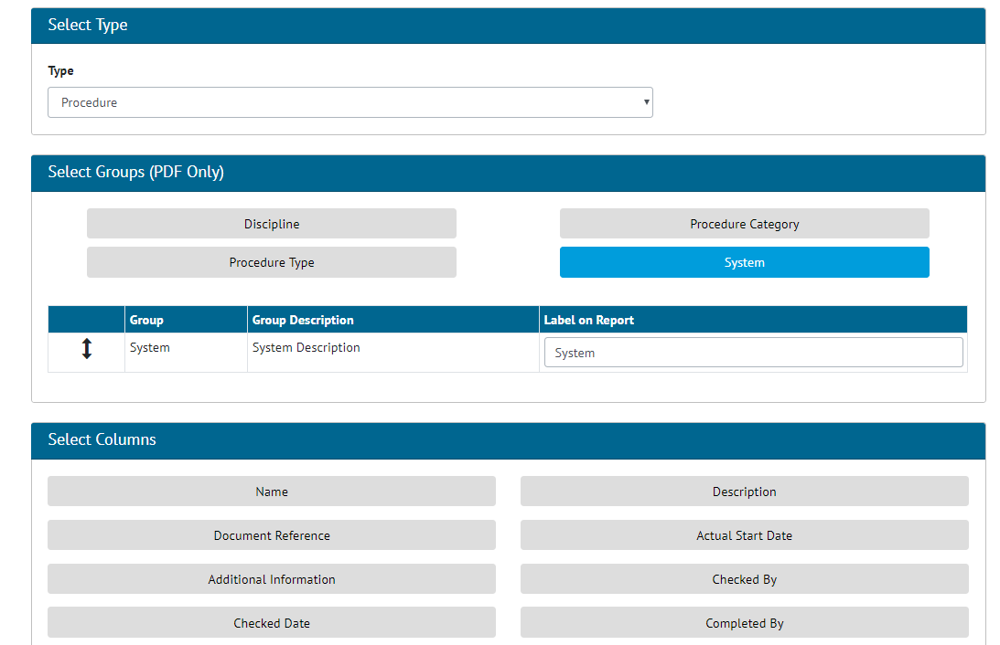 Select Type
Type
Procedure
Select Groups (PDF Only)
Discipline
Procedure Category
Procedure Type
System
Group
Group Description
Label on Report
System
System Description
System
Select Columns
Name
Description
Document Reference
Actual Start Date
Additional Information
Checked By
Checked Date
Completed By